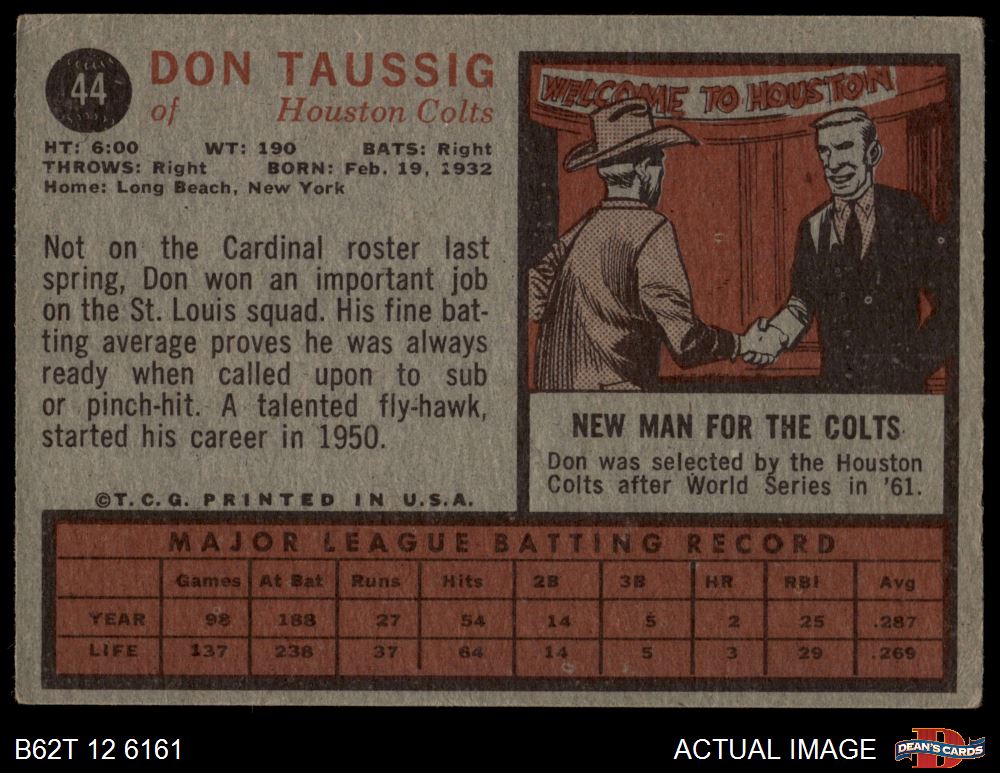 44
DON TAUSSIG
of Houston Colts
HT: 6:00 WT: 190 BATS: Right
THROWS: Right BORN: Feb. 19, 1932
Home: Long Beach, New York
Not on the Cardinal roster last
spring, Don won an important job
on the St. Louis squad. His fine bat-
ting average proves he was always
ready when called upon to sub
or pinch-hit. A talented fly-hawk,
started his career in 1950.
©T.C.G. PRINTED IN U.S.A.
WELCOME TO HOUSTON
NEW MAN FOR THE COLTS
Don was selected by the Houston
Colts after World Series in '61.
MAJOR LEAGUE BATTING RECORD
Games At Bat Runs Hits 2B 3B HR RBI Avg
YEAR 98 188 27 54 14 5 2 25 .287
LIFE 137 238 37 64 14 5 3 29 .269
B62T 12 6161
ACTUAL IMAGE
D
DEAN'S CARDS